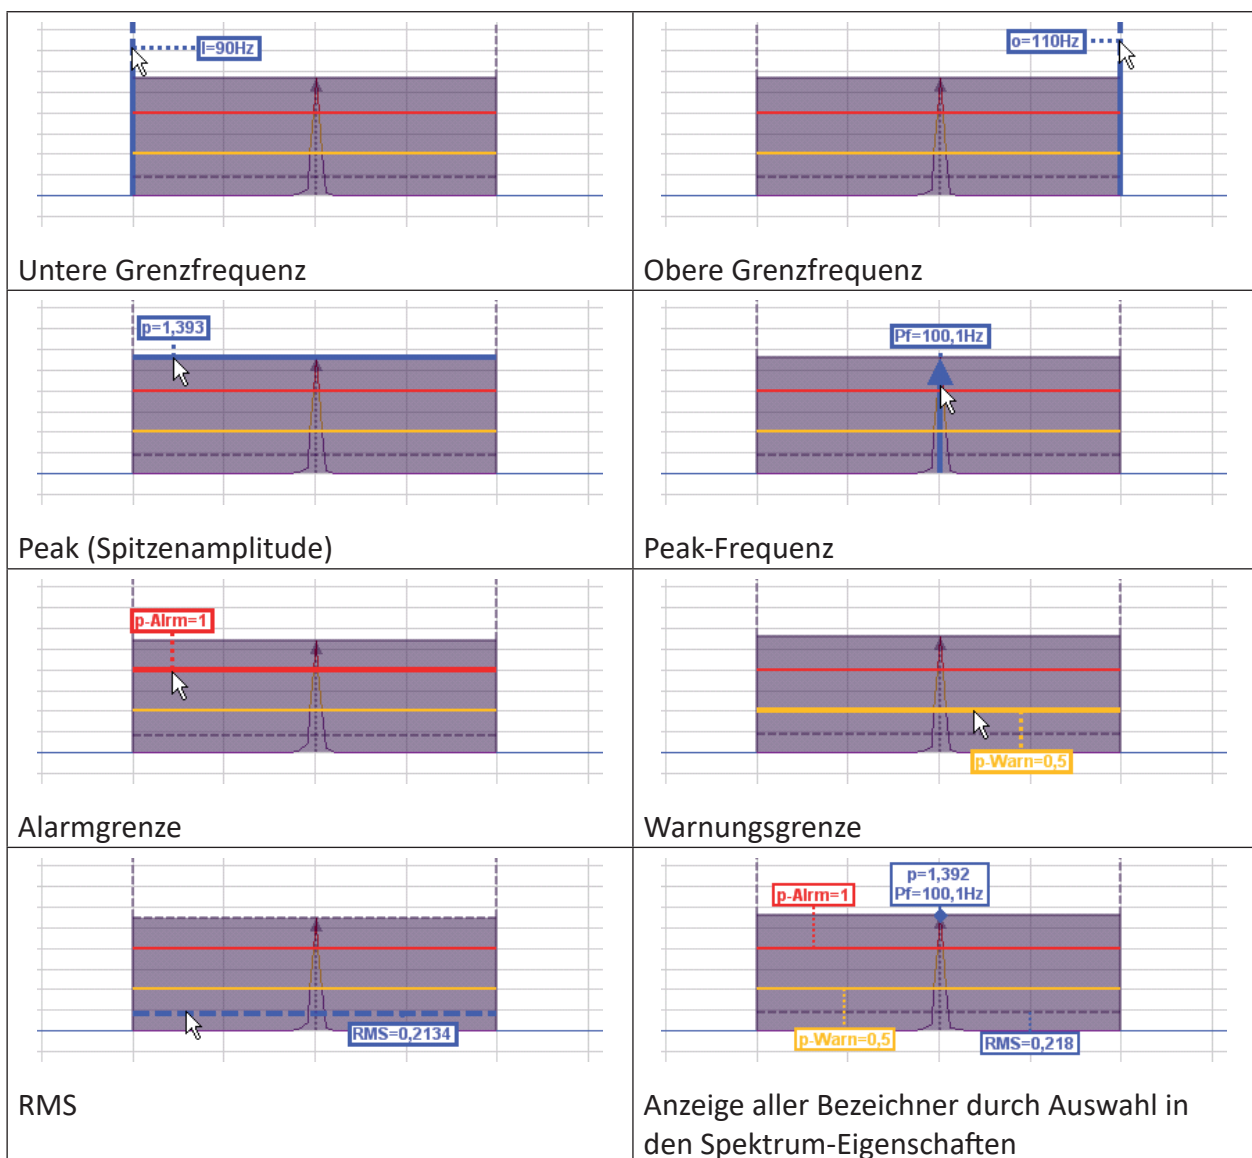 l=90Hz
Untere Grenzfrequenz
o=110Hz
Obere Grenzfrequenz
p=1,393
Peak (Spitzenamplitude)
Pf=100,1Hz
Peak-Frequenz
p-Alrm=1
Alarmgrenze
p-Warn=0,5
Warnungsgrenze
RMS=0,2134
RMS
p=1,392
Pf=100,1Hz
p-Alrm=1
p-Warn=0,5
RMS=0,218
Anzeige aller Bezeichner durch Auswahl in
den Spektrum-Eigenschaften